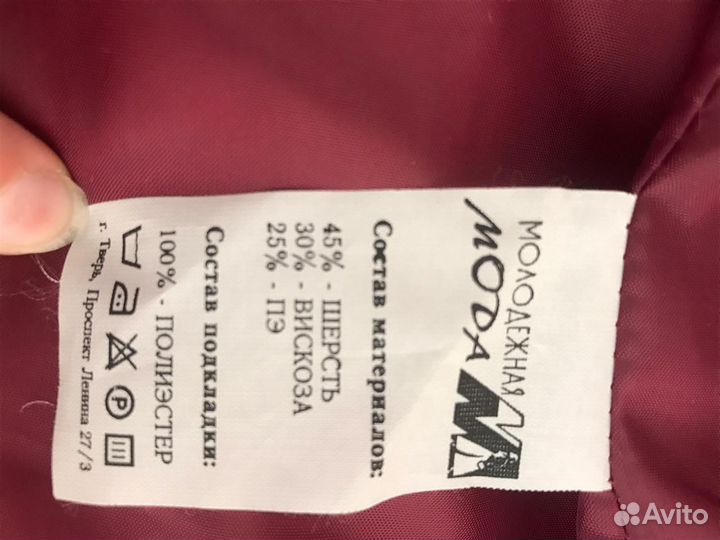 МОЛОДЕЖНАЯ
МОДА
Состав материалов:
45% - ШЕРСТЬ
30% - ВИСКОЗА
25% - ПЭ
Состав подкладки:
100% - ПОЛИЭСТЕР
P
г. Тверь, Проспект Ленина 27/3
Avito